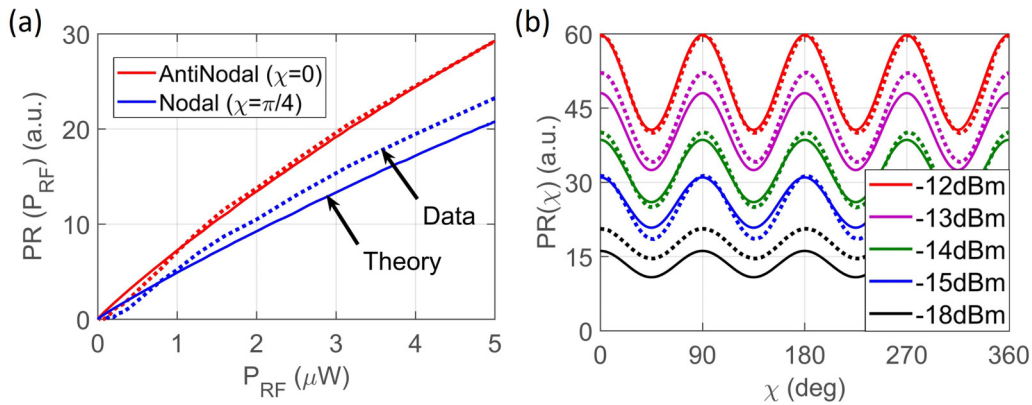 (a)
30
20
10
0
PR (P_RF) (a.u.)
AntiNodal (χ=0)
Nodal (χ=π/4)
Data
Theory
0 1 2 3 4 5
P_RF (μW)
(b)
60
45
30
15
0
PR(χ) (a.u.)
-12dBm
-13dBm
-14dBm
-15dBm
-18dBm
0 90 180 270 360
χ (deg)